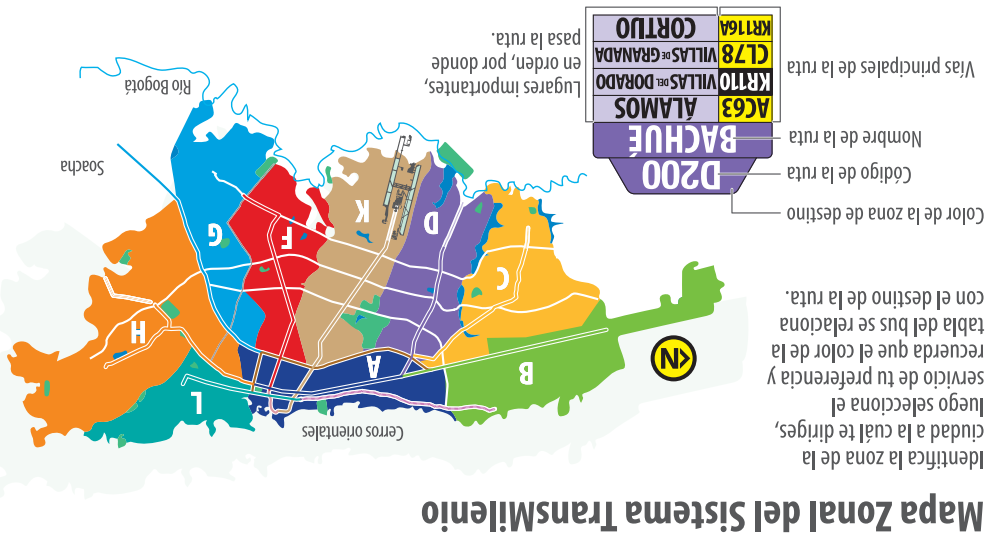 Mapa Zonal del Sistema TransMilenio
Identifica la zona de la
ciudad a la cuál te diriges,
luego selecciona el
servicio de tu preferencia y
recuerda que el color de la
tabla del bus se relaciona
con el destino de la ruta.
Color de la zona de destino
Código de la ruta
Nombre de la ruta
Vías principales de la ruta
D200
BACHUÉ
AC63 ÁLAMOS
KR110 VILLAS DEL DORADO
CL78 VILLAS DE GRANADA
KR116A CORTIJO
Lugares importantes,
en orden, por donde
pasa la ruta.
N
Cerros orientales
B
A
L
H
C
D
K
F
G
Soacha
Río Bogotá